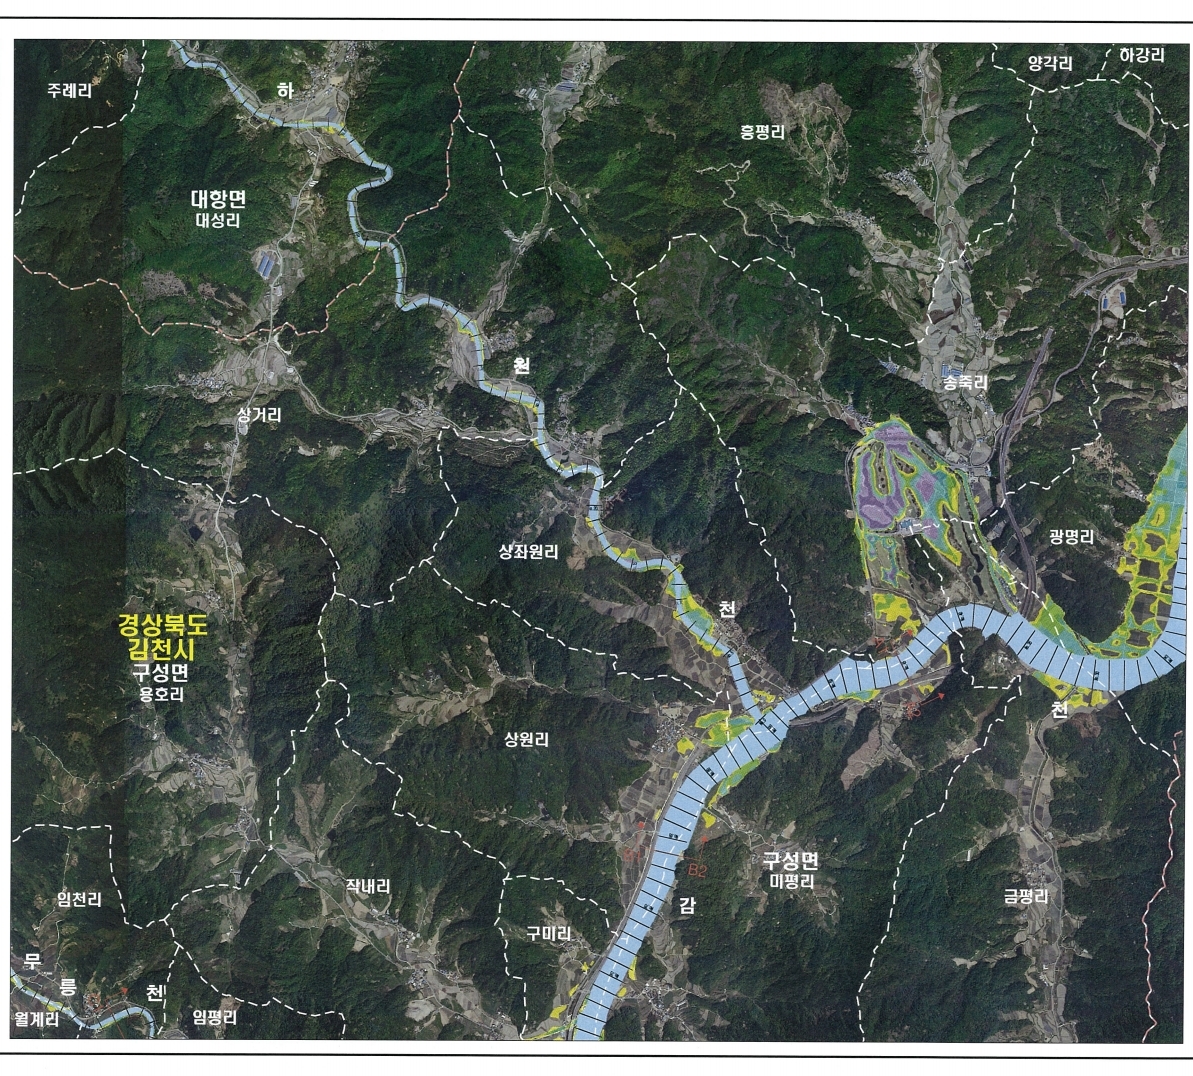 양각리
하강리
주례리
하
흥평리
대항면
대성리
원
송죽리
상거리
광명리
상좌원리
천
경상북도
김천시
구성면
용호리
천
상원리
구성면
미평리
B2
작내리
금평리
임천리
감
구미리
무
릉
천
월계리
임평리